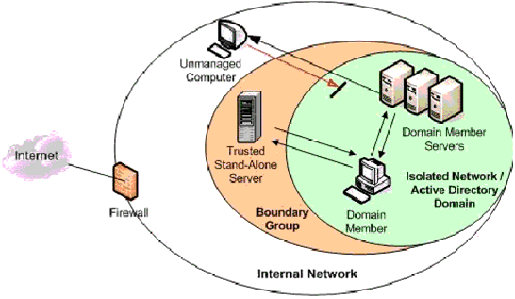 Unmanaged
Computer
Internet
Firewall
Trusted
Stand-Alone
Server
Domain Member
Servers
Isolated Network /
Active Directory
Domain
Domain
Member
Boundary
Group
Internal Network